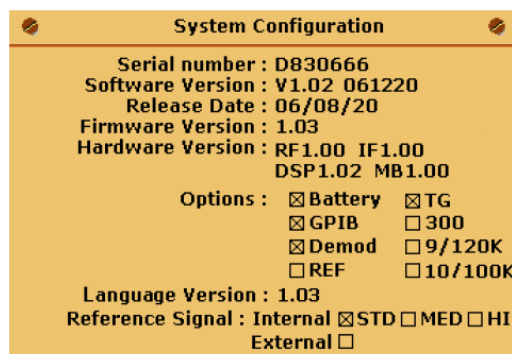 System Configuration
Serial number : D830666
Software Version : V1.02 061220
Release Date : 06/08/20
Firmware Version : 1.03
Hardware Version : RF1.00 IF1.00
DSP1.02 MB1.00
Options : ☒ Battery ☒ TG
☒ GPIB ☐ 300
☒ Demod ☐ 9/120K
☐ REF ☐ 10/100K
Language Version : 1.03
Reference Signal : Internal ☒ STD ☐ MED ☐ HI
External ☐